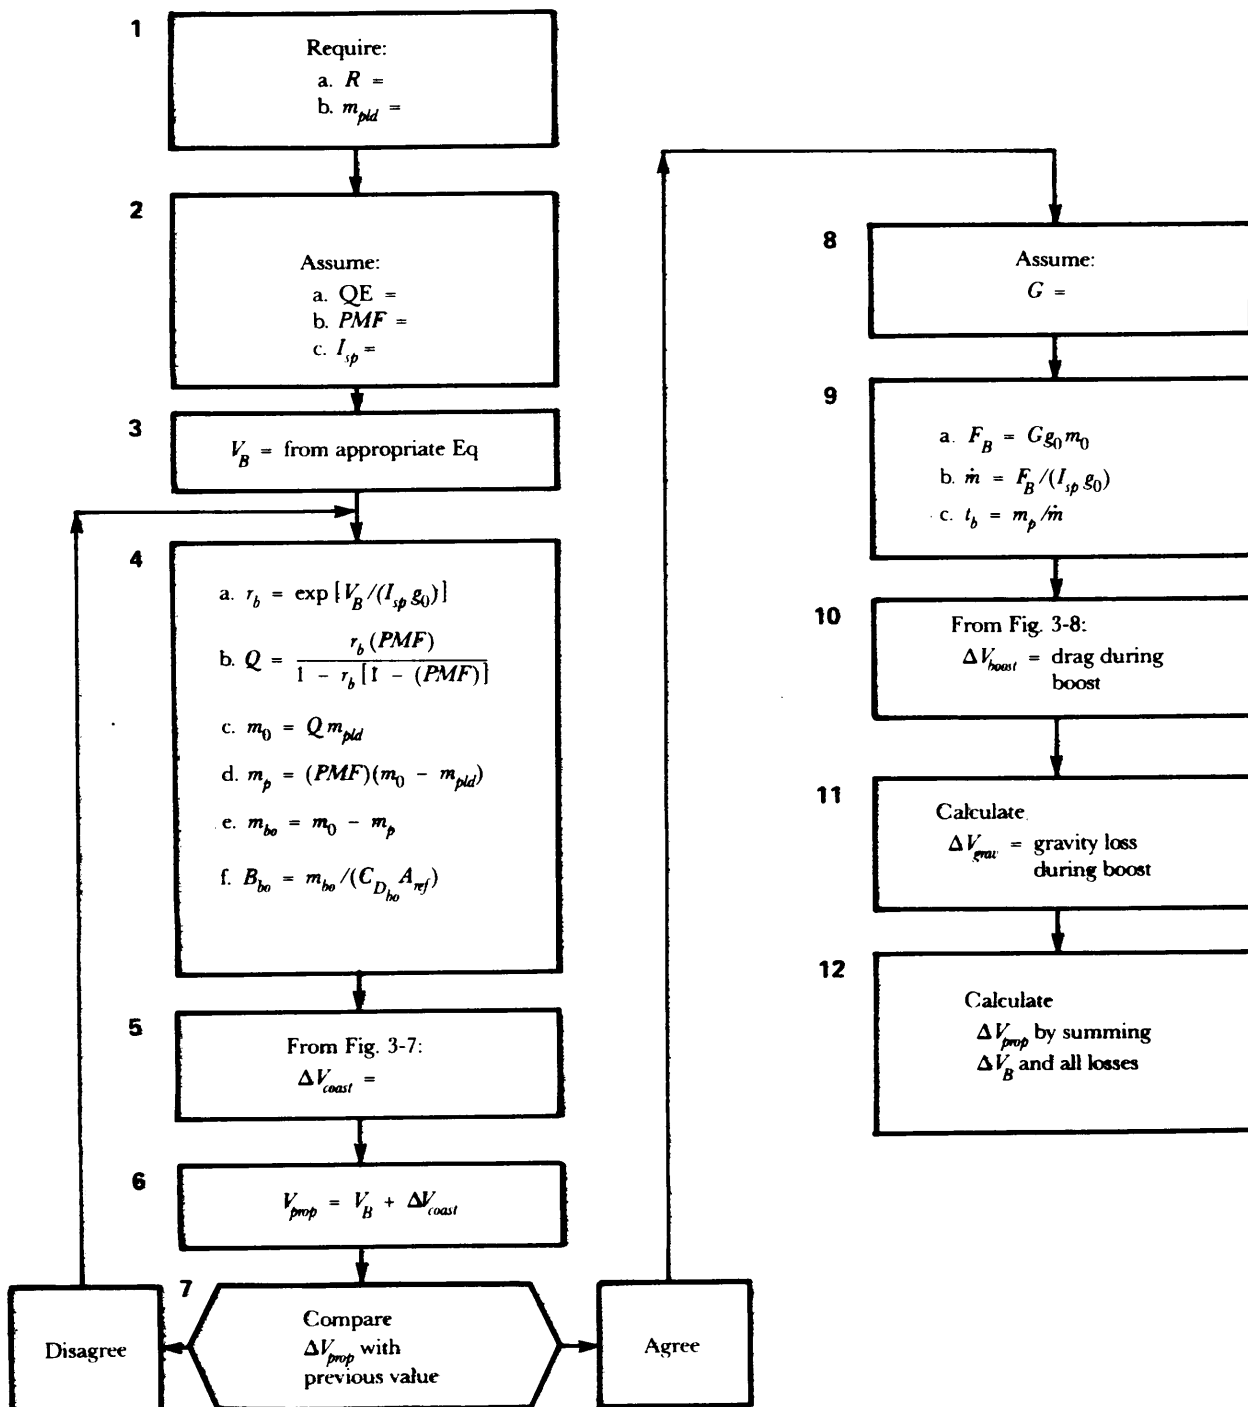 1
Require:
a. R =
b. m_pld =
2
Assume:
a. QE =
b. PMF =
c. I_sp =
3
V_B = from appropriate Eq
4
a. r_b = exp [V_B/(I_sp g_0)]
b. Q = r_b (PMF) / 1 − r_b [1 − (PMF)]
c. m_0 = Q m_pld
d. m_p = (PMF)(m_0 − m_pld)
e. m_bo = m_0 − m_p
f. B_bo = m_bo/(C_D_bo A_ref)
5
From Fig. 3-7:
ΔV_coast =
6
V_prop = V_B + ΔV_coast
7
Compare
ΔV_prop with
previous value
Disagree
Agree
8
Assume:
G =
9
a. F_B = Gg_0 m_0
b. ṁ = F_B/(I_sp g_0)
c. t_b = m_p/ṁ
10
From Fig. 3-8:
ΔV_boost = drag during
boost
11
Calculate
ΔV_grav = gravity loss
during boost
12
Calculate
ΔV_prop by summing
ΔV_B and all losses